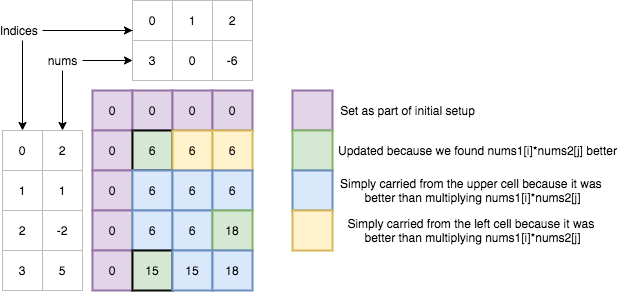 0 1 2
Indices
nums 3 0 -6
0 0 0 0 Set as part of initial setup
0 2 0 6 6 6 Updated because we found nums1[i]*nums2[j] better
1 1 0 6 6 6 Simply carried from the upper cell because it was
better than multiplying nums1[i]*nums2[j]
2 -2 0 6 6 18 Simply carried from the left cell because it was
better than multiplying nums1[i]*nums2[j]
3 5 0 15 15 18